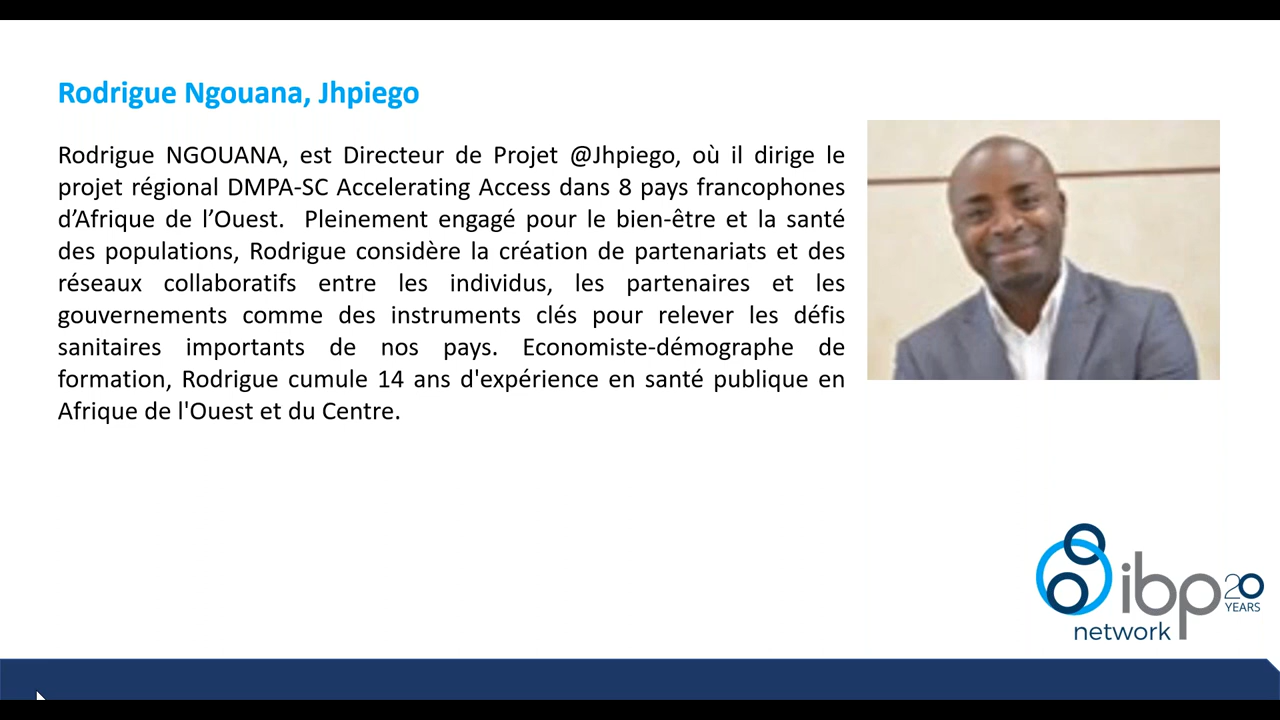 Rodrigue Ngouana, Jhpiego
Rodrigue NGOUANA, est Directeur de Projet @Jhpiego, où il dirige le
projet régional DMPA-SC Accelerating Access dans 8 pays francophones
d’Afrique de l’Ouest.  Pleinement engagé pour le bien-être et la santé
des populations, Rodrigue considère la création de partenariats et des
réseaux collaboratifs entre les individus, les partenaires et les
gouvernements comme des instruments clés pour relever les défis
sanitaires importants de nos pays. Economiste-démographe de
formation, Rodrigue cumule 14 ans d'expérience en santé publique en
Afrique de l'Ouest et du Centre.
ibp
20
YEARS
network